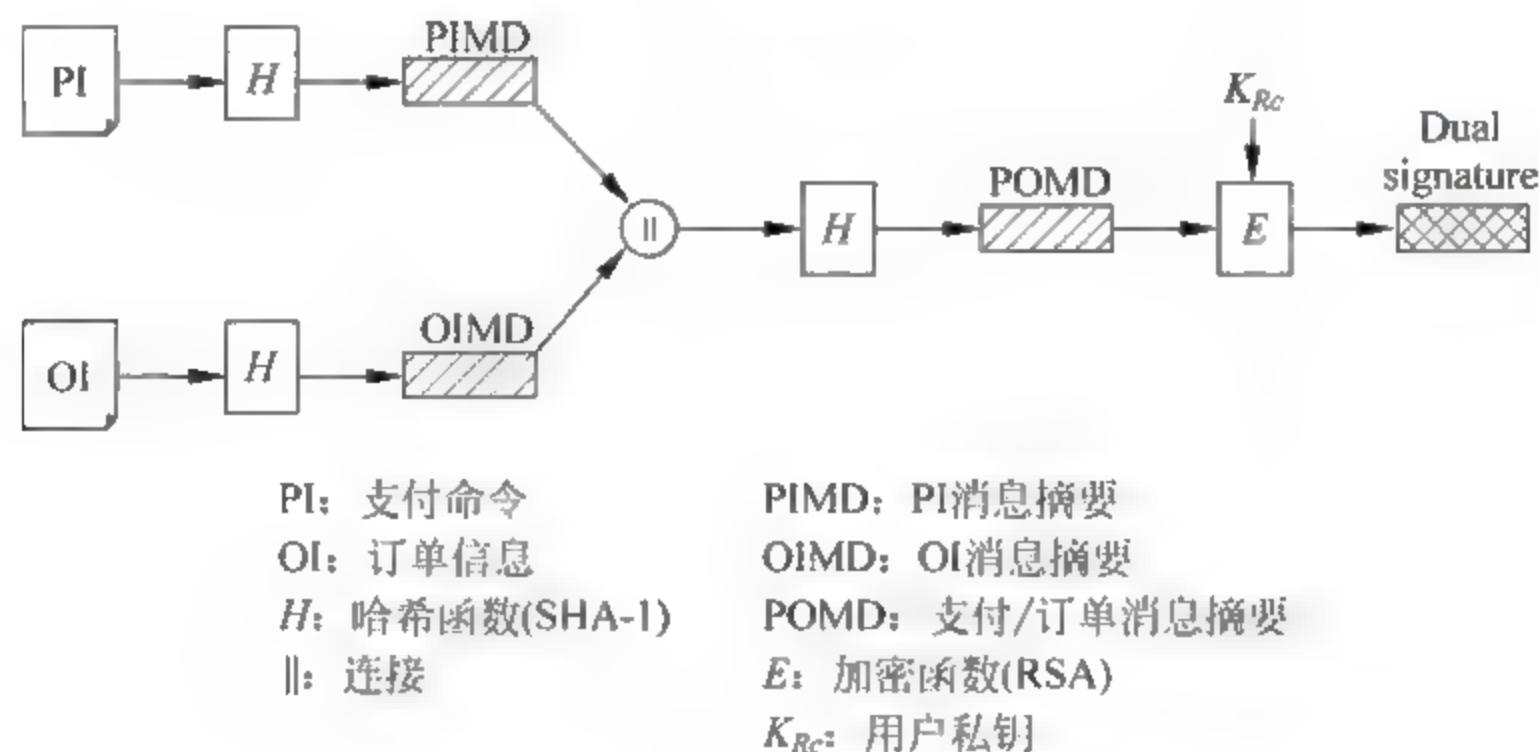 PIMD
PI
H
K_Rc
Dual
signature
POMD
||
H
E
OIMD
OI
H
PI：支付命令
PIMD：PI消息摘要
OI：订单信息
OIMD：OI消息摘要
H：哈希函数(SHA-1)
POMD：支付/订单消息摘要
||：连接
E：加密函数(RSA)
K_Rc：用户私钥